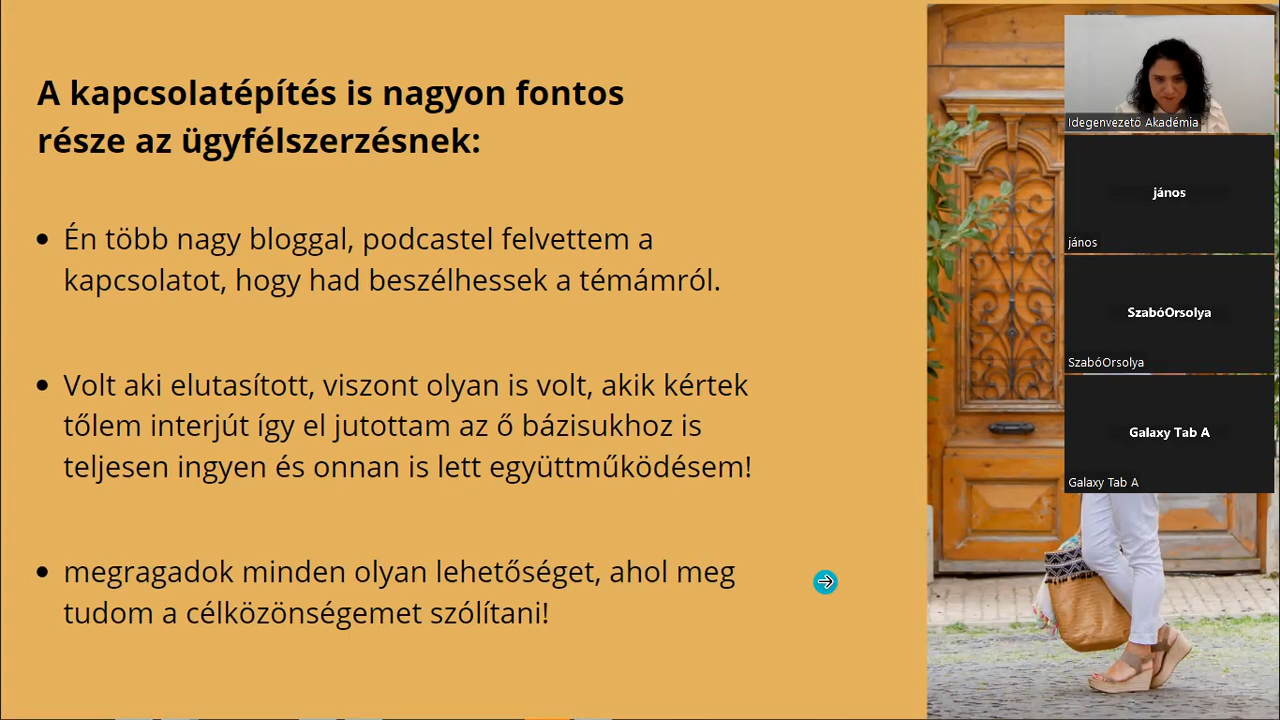 A kapcsolatépítés is nagyon fontos
része az ügyfélszerzésnek:
Én több nagy bloggal, podcastel felvettem a
kapcsolatot, hogy had beszélhessek a témámról.
Volt aki elutasított, viszont olyan is volt, akik kértek
tőlem interjút így el jutottam az ő bázisukhoz is
teljesen ingyen és onnan is lett együttműködésem!
megragadok minden olyan lehetőséget, ahol meg
tudom a célközönségemet szólítani!
Idegenvezető Akadémia
jános
jános
SzabóOrsolya
SzabóOrsolya
Galaxy Tab A
Galaxy Tab A